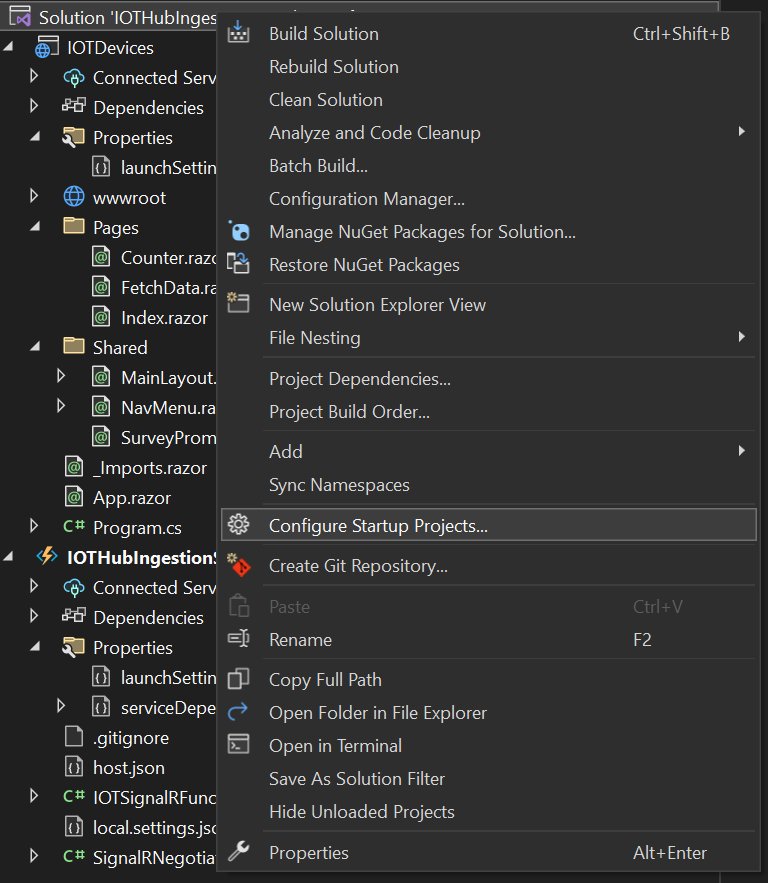 Solution 'IOTHubInges
IOTDevices
Connected Serv
Dependencies
Properties
launchSettin
wwwroot
Pages
Counter.razo
FetchData.ra
Index.razor
Shared
MainLayout.
NavMenu.ra
SurveyProm
_Imports.razor
App.razor
C# Program.cs
IOTHubIngestionS
Connected Serv
Dependencies
Properties
launchSettin
serviceDepe
.gitignore
host.json
C# IOTSignalRFunc
local.settings.jso
C# SignalRNegotia
Build Solution Ctrl+Shift+B
Rebuild Solution
Clean Solution
Analyze and Code Cleanup
Batch Build...
Configuration Manager...
Manage NuGet Packages for Solution...
Restore NuGet Packages
New Solution Explorer View
File Nesting
Project Dependencies...
Project Build Order...
Add
Sync Namespaces
Configure Startup Projects...
Create Git Repository...
Paste Ctrl+V
Rename F2
Copy Full Path
Open Folder in File Explorer
Open in Terminal
Save As Solution Filter
Hide Unloaded Projects
Properties Alt+Enter